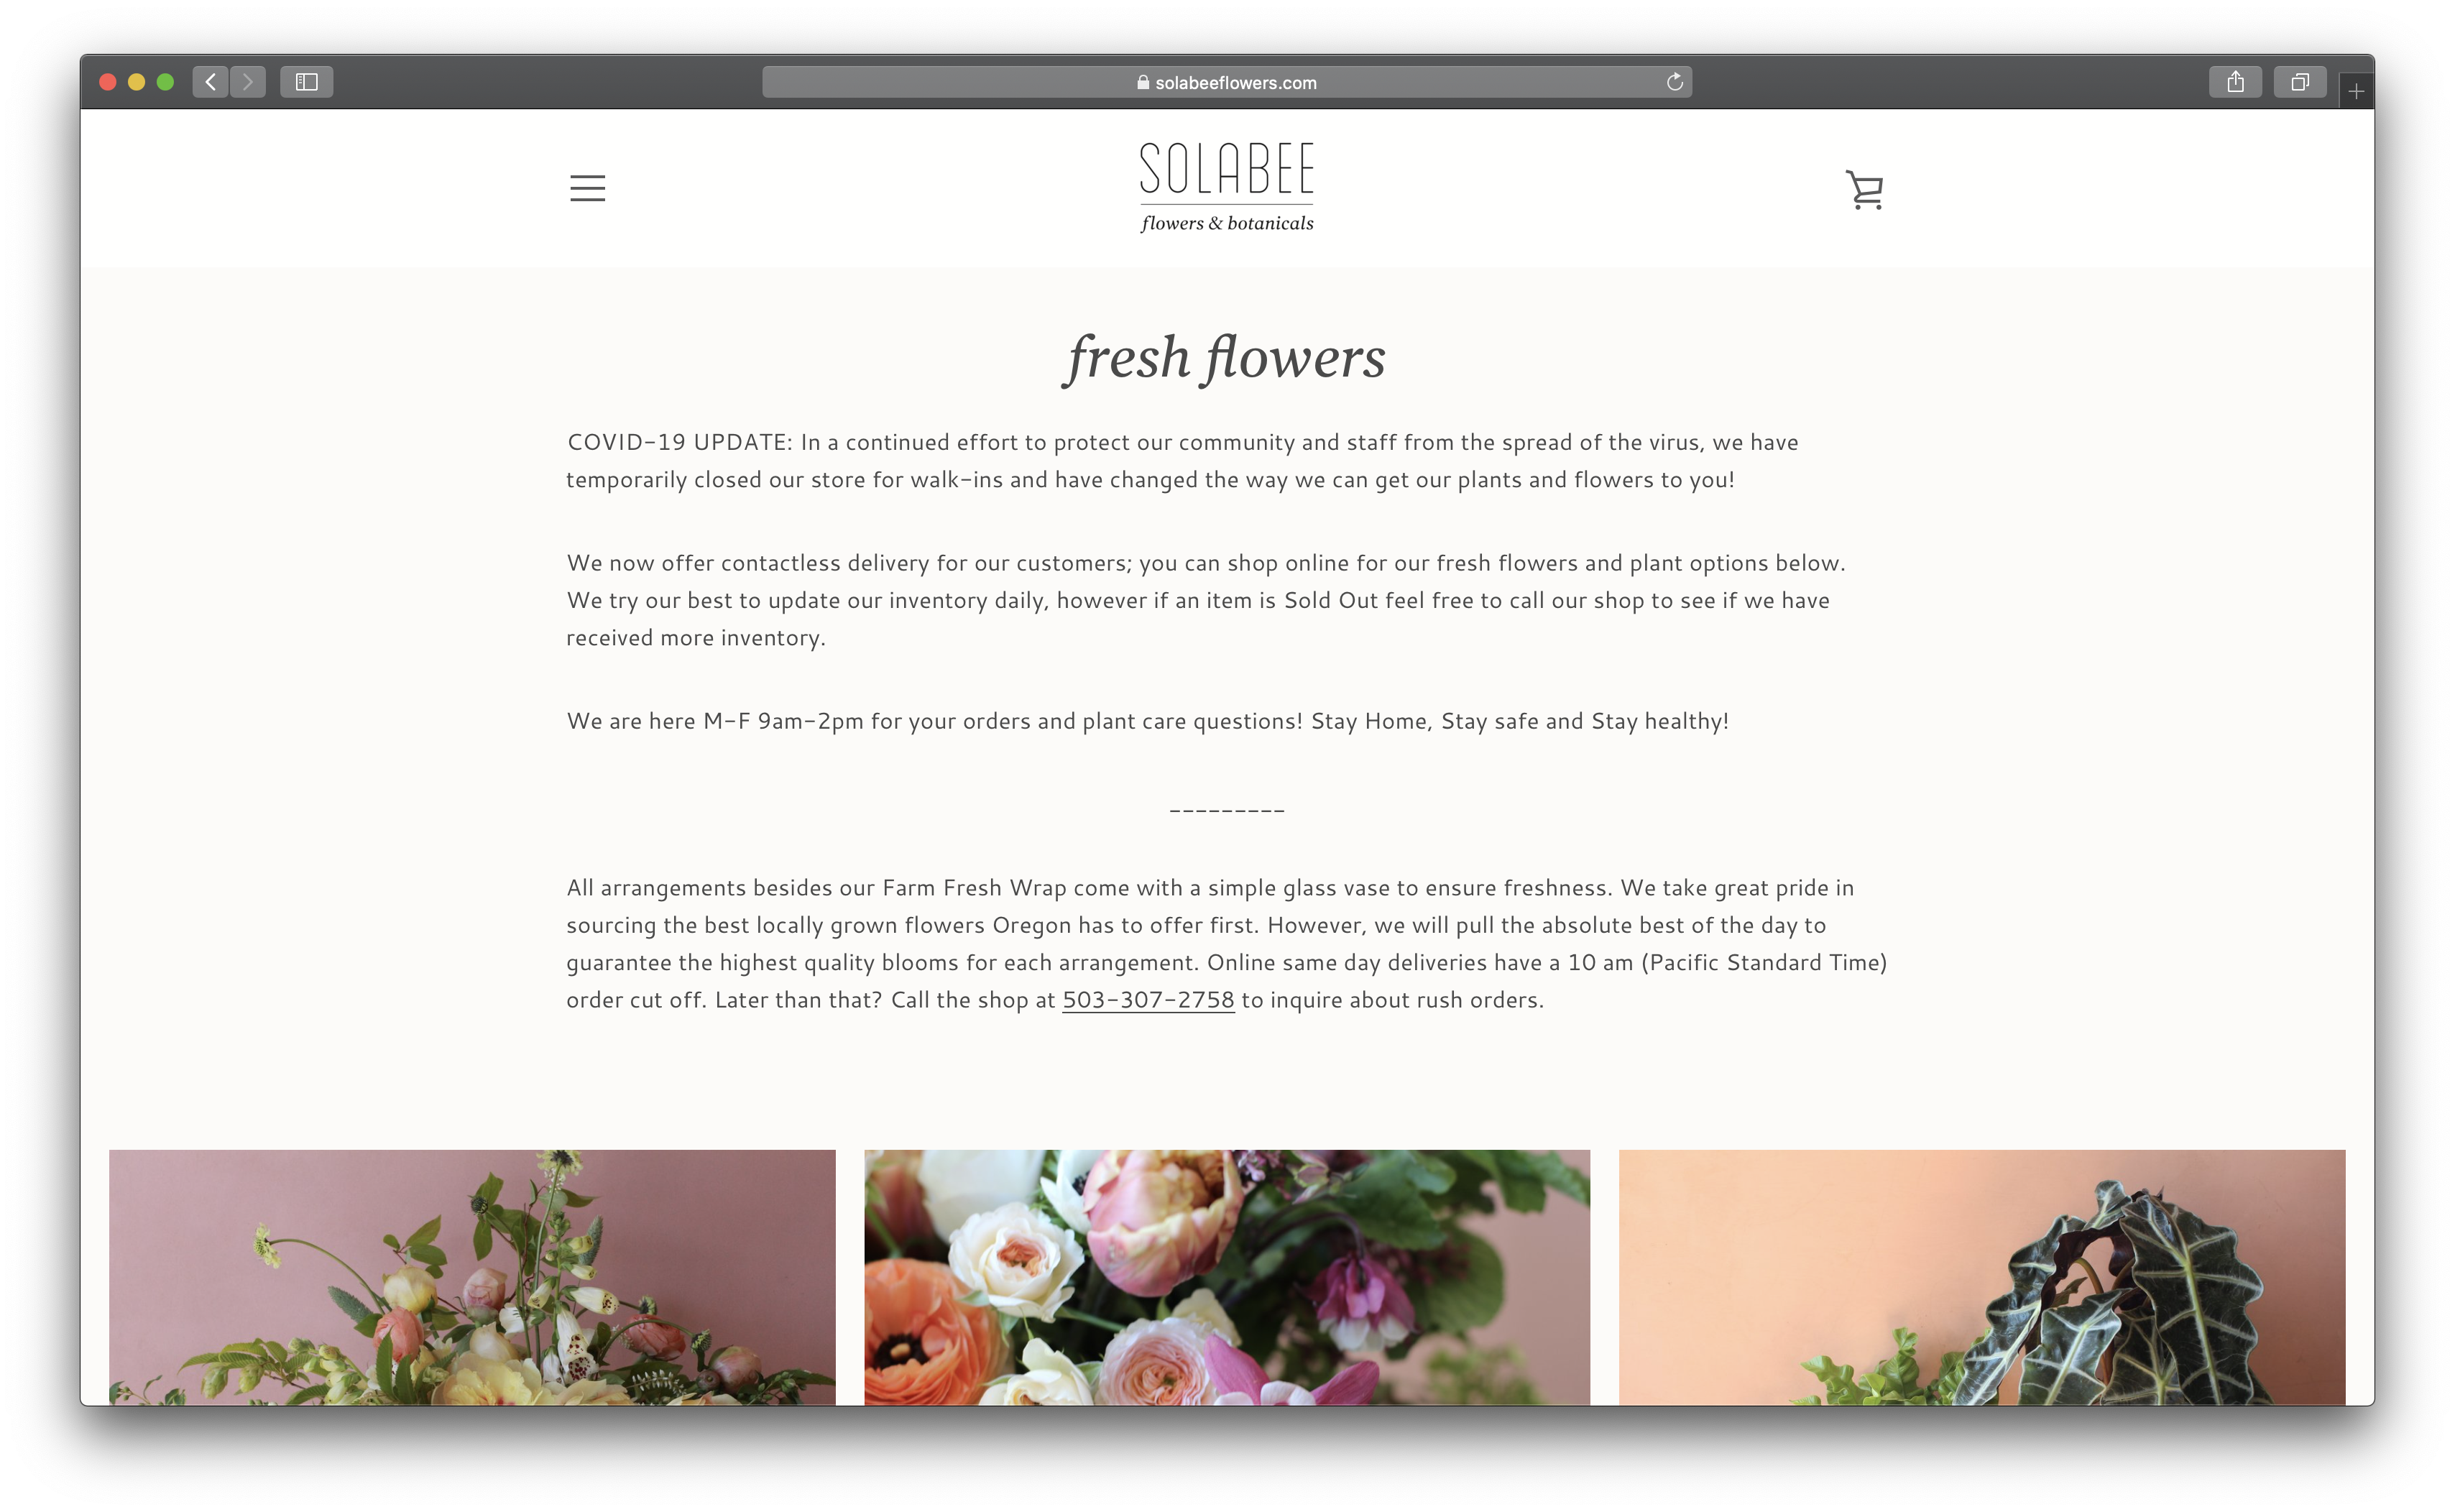 solabeeflowers.com
SOLABEE
flowers & botanicals
fresh flowers
COVID-19 UPDATE: In a continued effort to protect our community and staff from the spread of the virus, we have
temporarily closed our store for walk-ins and have changed the way we can get our plants and flowers to you!
We now offer contactless delivery for our customers; you can shop online for our fresh flowers and plant options below.
We try our best to update our inventory daily, however if an item is Sold Out feel free to call our shop to see if we have
received more inventory.
We are here M-F 9am-2pm for your orders and plant care questions! Stay Home, Stay safe and Stay healthy!
---------
All arrangements besides our Farm Fresh Wrap come with a simple glass vase to ensure freshness. We take great pride in
sourcing the best locally grown flowers Oregon has to offer first. However, we will pull the absolute best of the day to
guarantee the highest quality blooms for each arrangement. Online same day deliveries have a 10 am (Pacific Standard Time)
order cut off. Later than that? Call the shop at 503-307-2758 to inquire about rush orders.